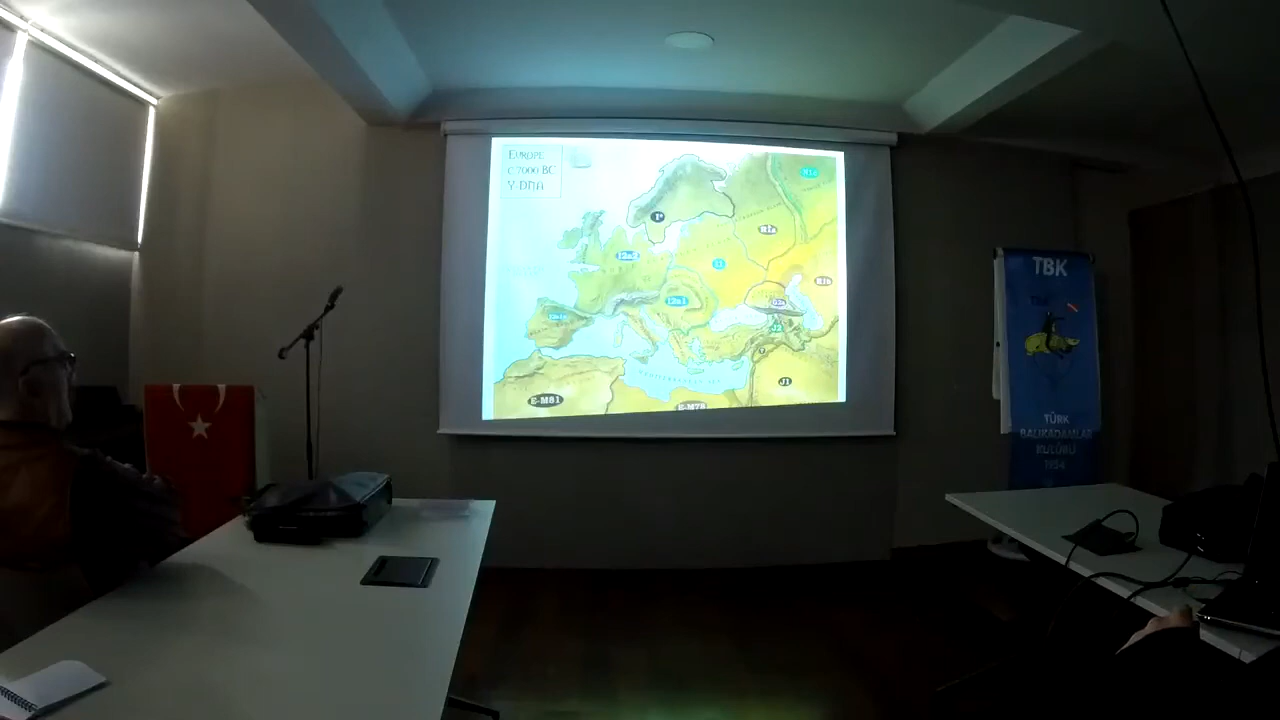 EUROPE
C 7000 BC
Y DNA
N1c
I*
R1a
I2a2
I1
R1b
I2a1
G2a
J2
J1
E-M81
E-M78
TBK
TÜRK
BALIKADAMLAR
KULÜBÜ
1954